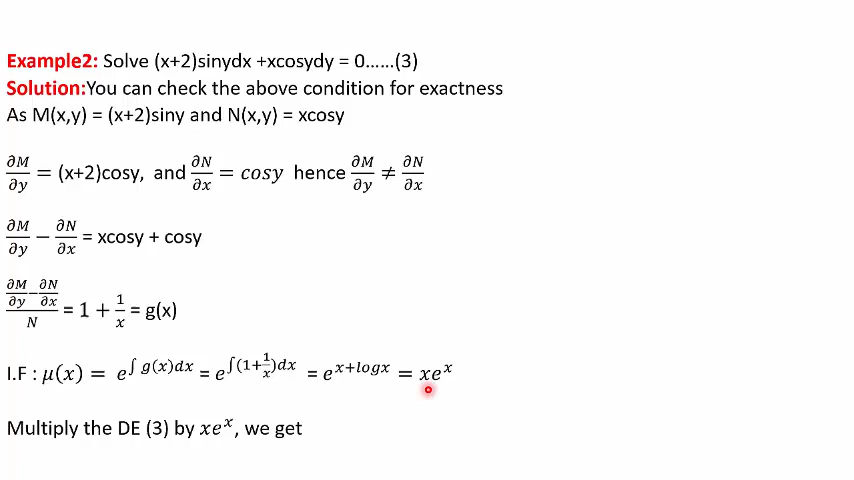 Example2: Solve (x+2)sinydx +xcosydy = 0……(3)
Solution:You can check the above condition for exactness
As M(x,y) = (x+2)siny and N(x,y) = xcosy
∂M/∂y = (x+2)cosy, and ∂N/∂x = cosy hence ∂M/∂y ≠ ∂N/∂x
∂M/∂y − ∂N/∂x = xcosy + cosy
(∂M/∂y − ∂N/∂x)/N = 1 + 1/x = g(x)
I.F : μ(x) = e^{∫ g(x)dx} = e^{∫(1+1/x)dx} = e^{x+logx} = xe^x
Multiply the DE (3) by xe^x, we get